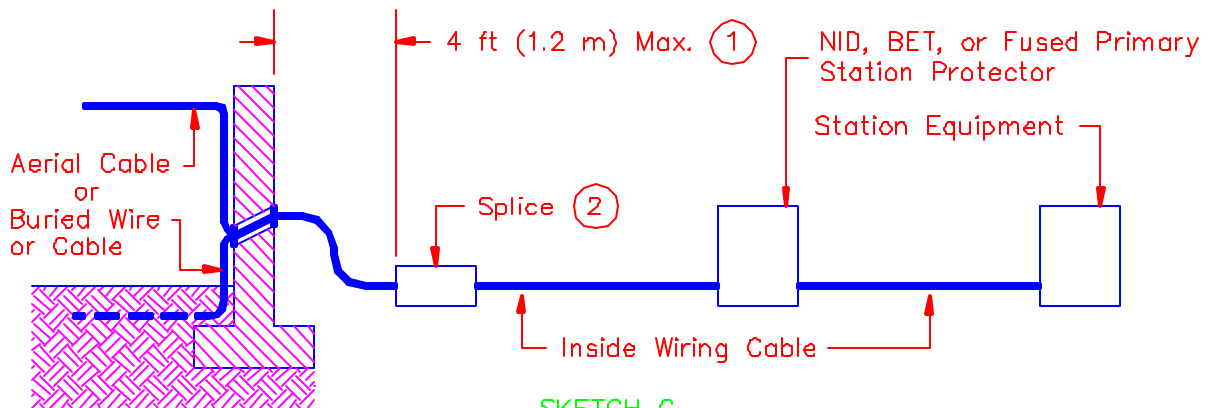 4 ft (1.2 m) Max. 1
NID, BET, or Fused Primary
Station Protector
Station Equipment
Aerial Cable
or
Buried Wire
or Cable
Splice 2
Inside Wiring Cable
SKETCH